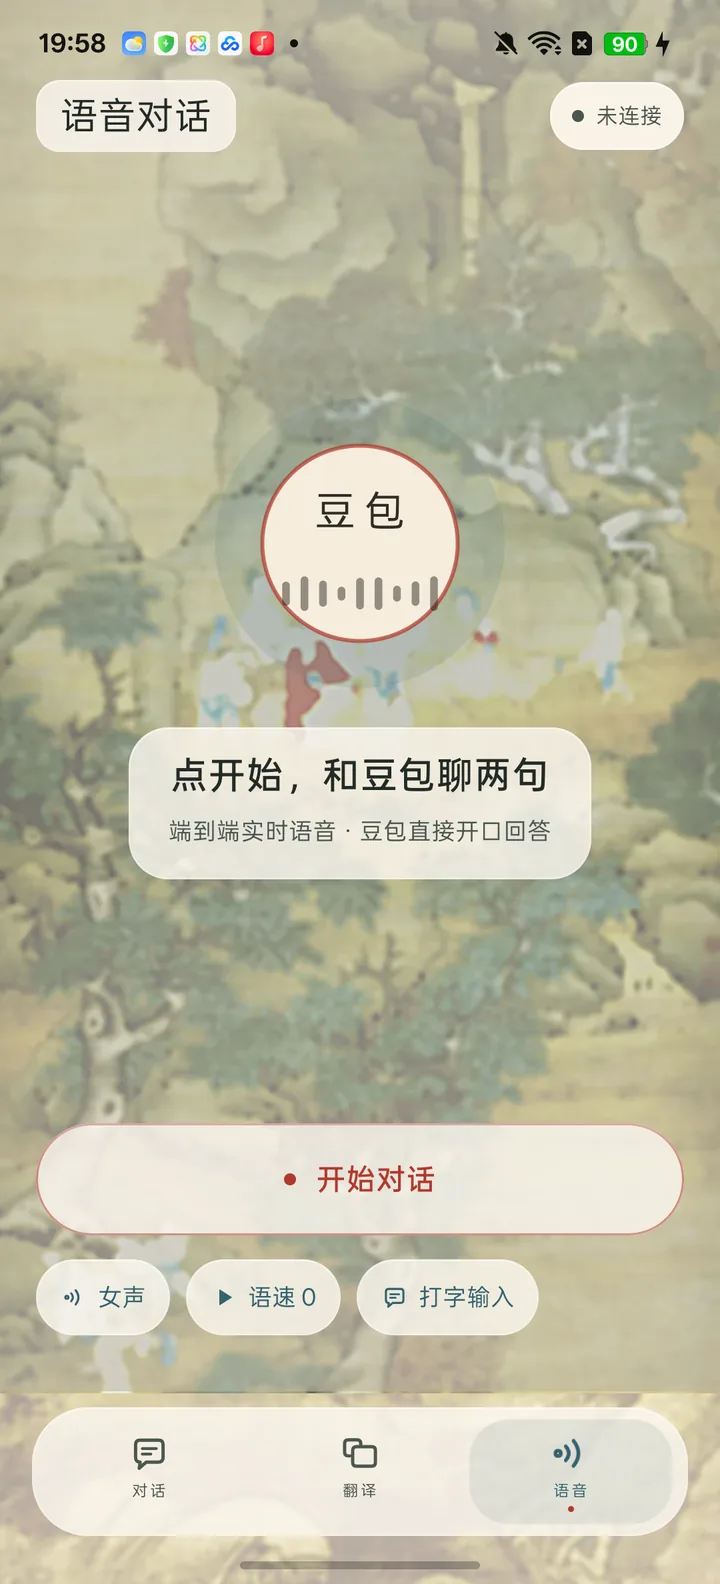 19:58
90
语音对话
未连接
豆包
点开始，和豆包聊两句
端到端实时语音 · 豆包直接开口回答
开始对话
女声
语速 0
打字输入
对话
翻译
语音